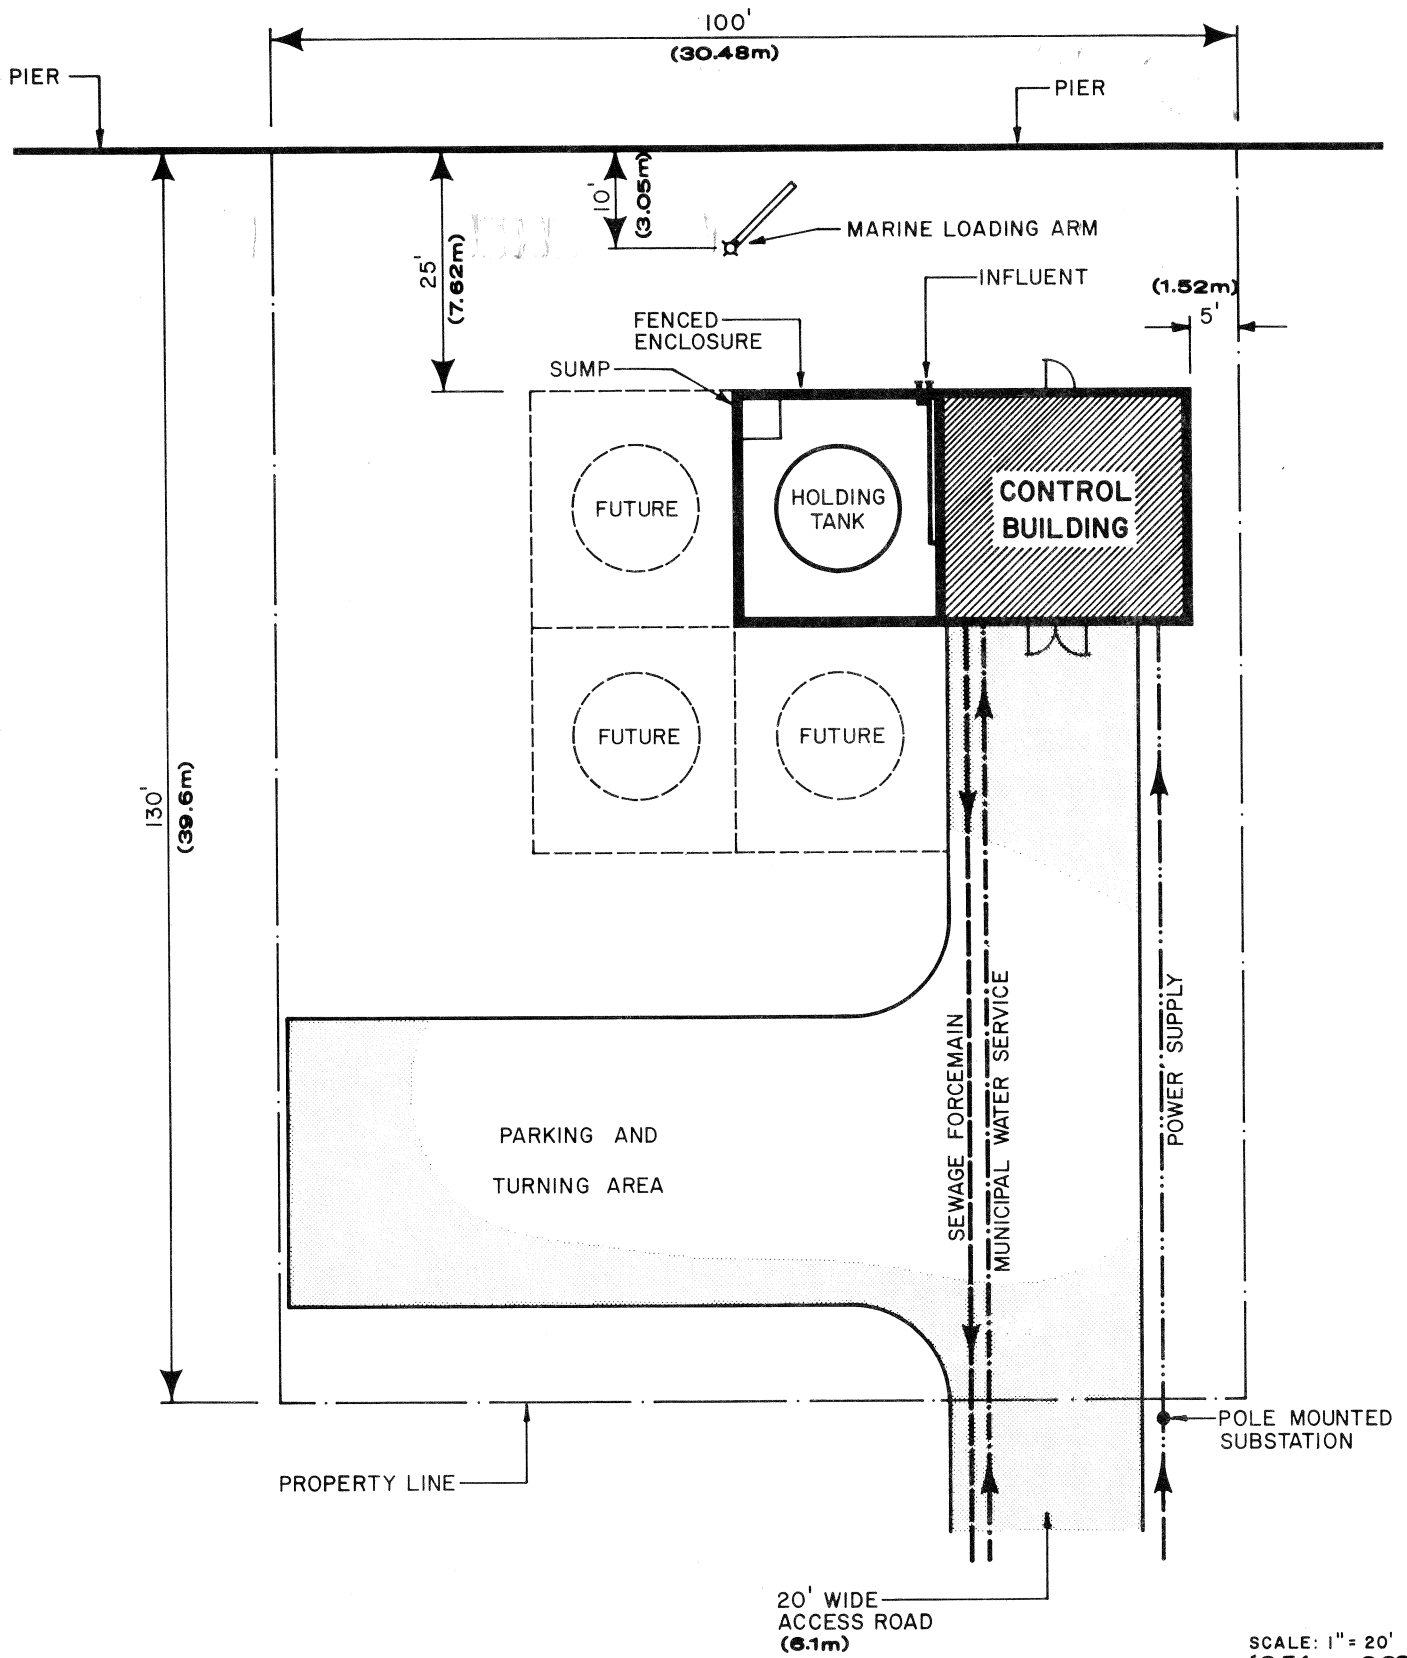 100'
(30.48m)
PIER
PIER
10'
(3.05m)
MARINE LOADING ARM
25'
(7.62m)
INFLUENT
(1.52m)
5'
FENCED
ENCLOSURE
SUMP
FUTURE
HOLDING
TANK
CONTROL
BUILDING
FUTURE
FUTURE
130'
(39.6m)
SEWAGE FORCEMAIN
MUNICIPAL WATER SERVICE
POWER SUPPLY
PARKING AND
TURNING AREA
POLE MOUNTED
SUBSTATION
PROPERTY LINE
20' WIDE
ACCESS ROAD
(6.1m)
SCALE: 1" = 20'